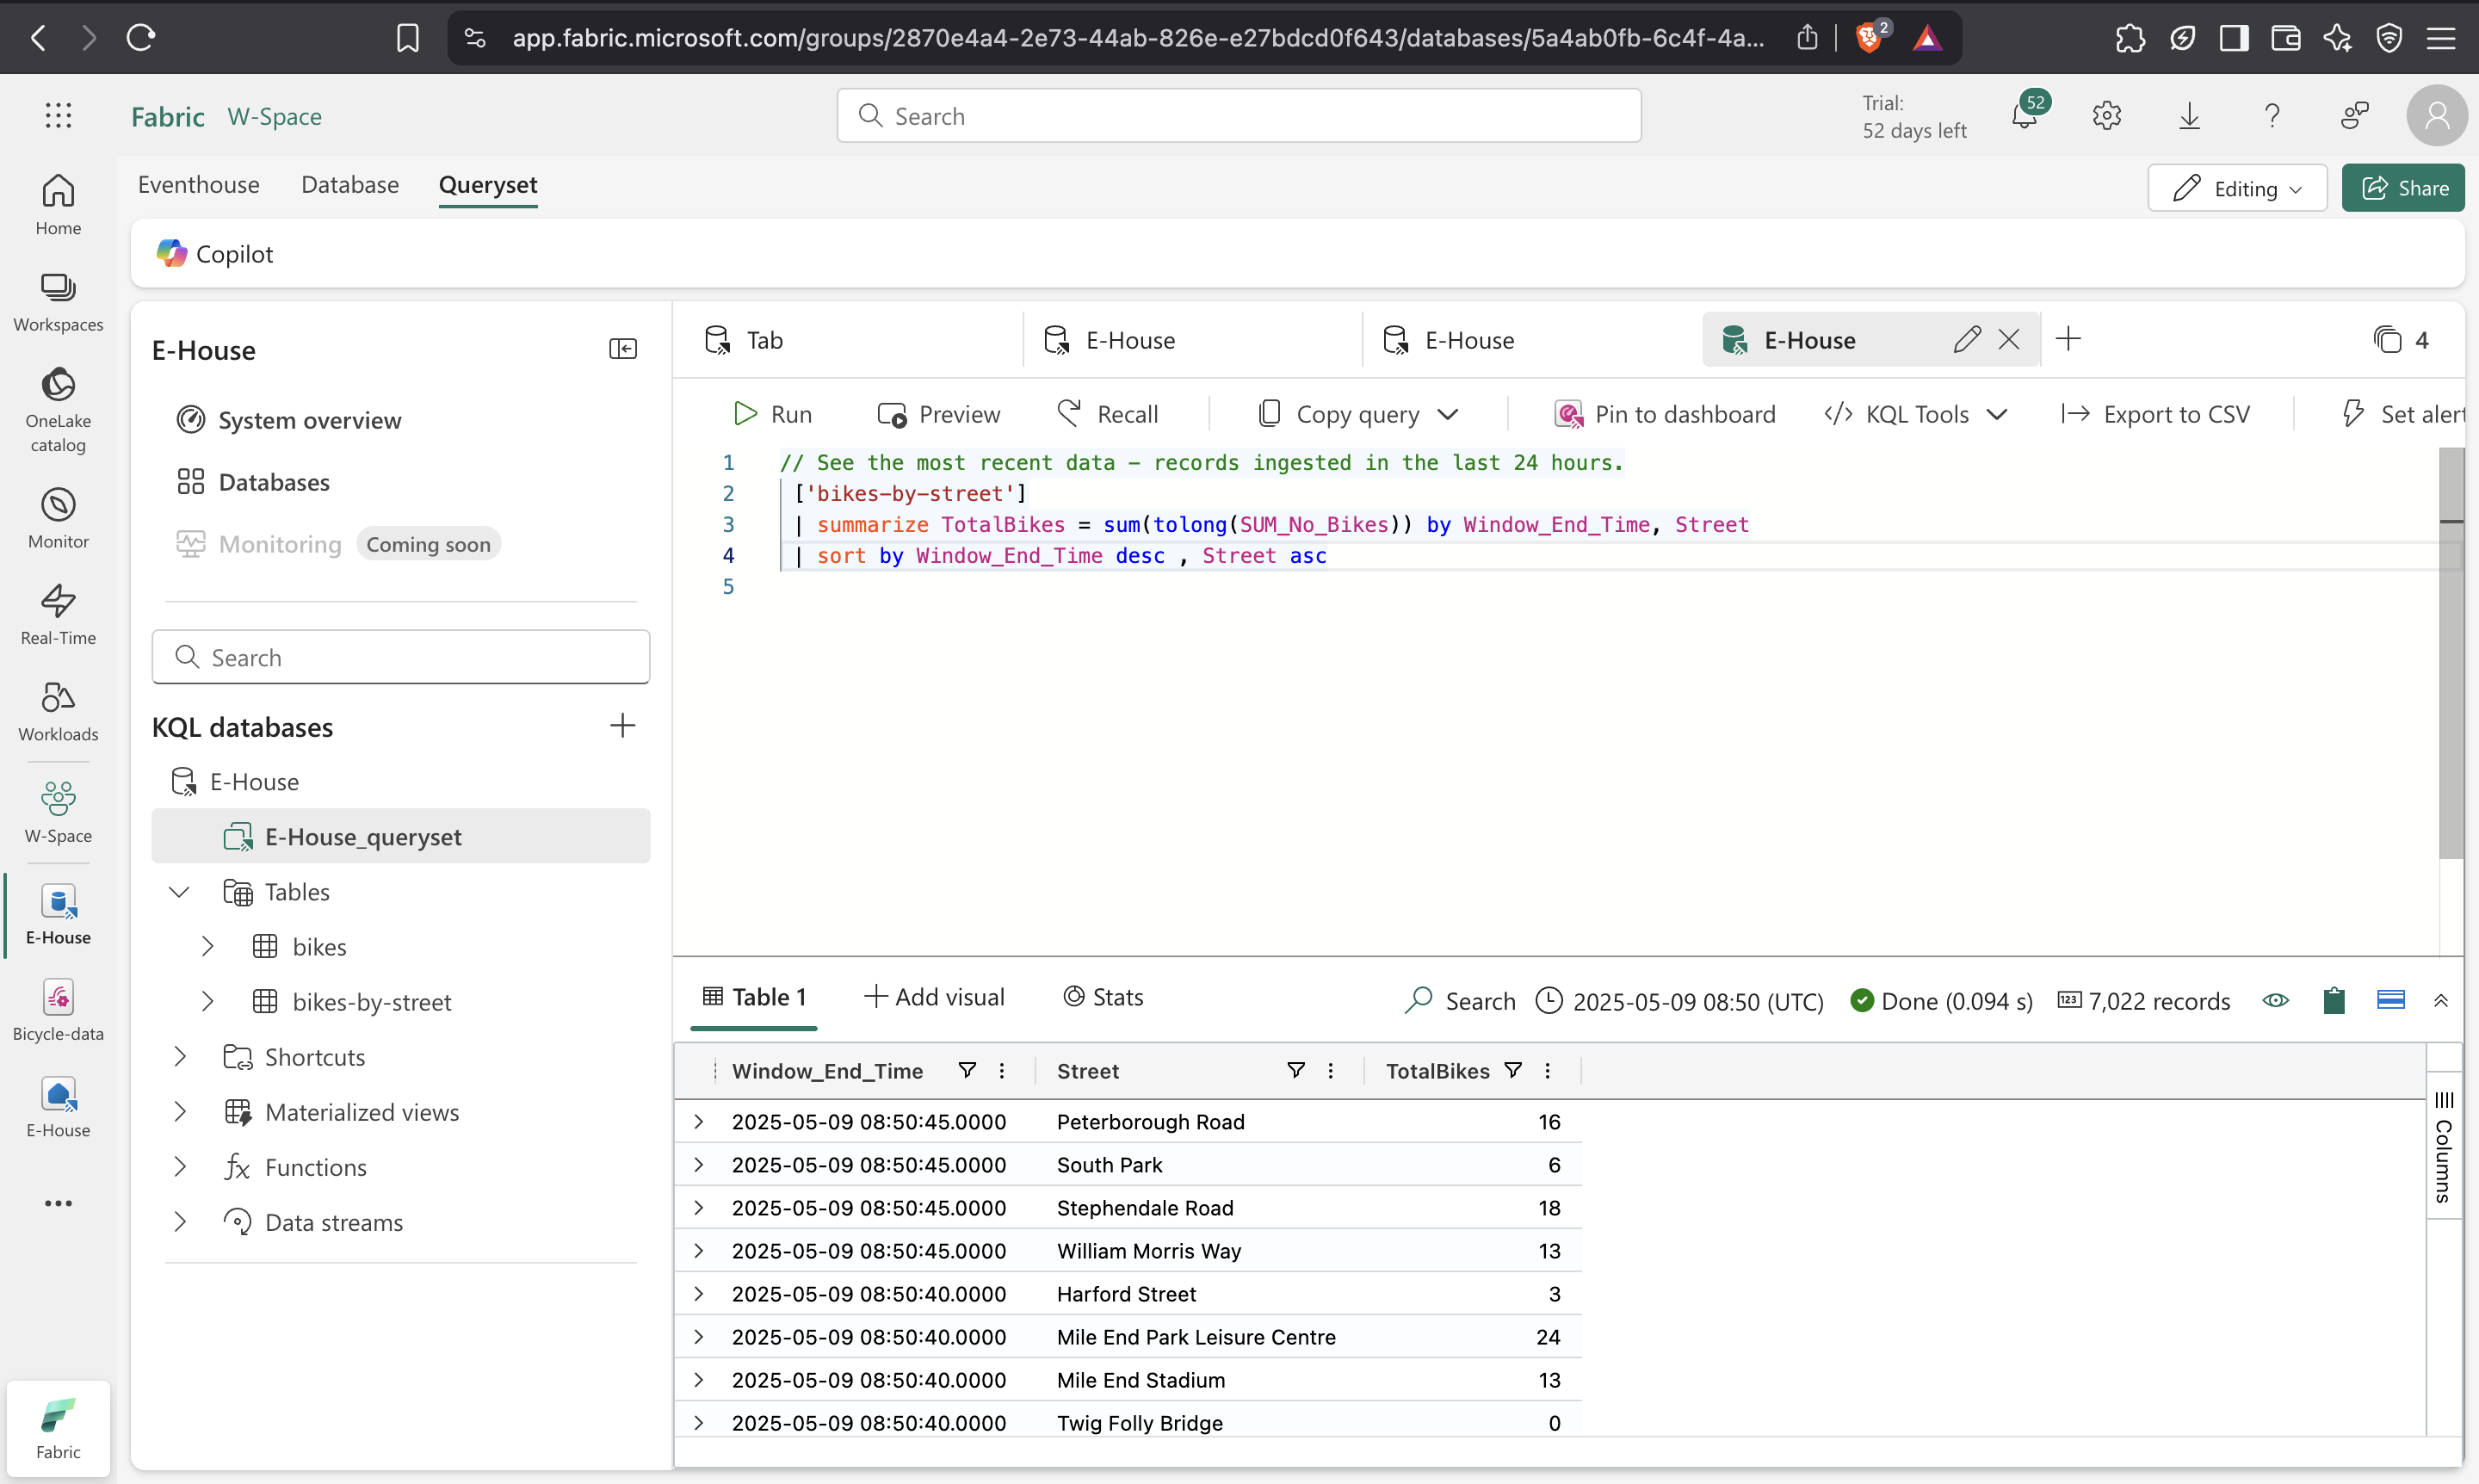 app.fabric.microsoft.com/groups/2870e4a4-2e73-44ab-826e-e27bdcd0f643/databases/5a4ab0fb-6c4f-4a...
2
Fabric W-Space
Search
Trial:
52 days left
52
Home
Workspaces
OneLake
catalog
Monitor
Real-Time
Workloads
W-Space
E-House
Bicycle-data
E-House
Fabric
Eventhouse Database Queryset
Editing
Share
Copilot
E-House
System overview
Databases
Monitoring Coming soon
Search
KQL databases
E-House
E-House_queryset
Tables
bikes
bikes-by-street
Shortcuts
Materialized views
Functions
Data streams
Tab E-House E-House E-House 4
Run Preview Recall Copy query Pin to dashboard KQL Tools Export to CSV Set alert
1 // See the most recent data - records ingested in the last 24 hours.
2 ['bikes-by-street']
3 | summarize TotalBikes = sum(tolong(SUM_No_Bikes)) by Window_End_Time, Street
4 | sort by Window_End_Time desc , Street asc
5
Table 1 Add visual Stats Search 2025-05-09 08:50 (UTC) Done (0.094 s) 123 7,022 records
Window_End_Time Street TotalBikes
2025-05-09 08:50:45.0000 Peterborough Road 16
2025-05-09 08:50:45.0000 South Park 6
2025-05-09 08:50:45.0000 Stephendale Road 18
2025-05-09 08:50:45.0000 William Morris Way 13
2025-05-09 08:50:40.0000 Harford Street 3
2025-05-09 08:50:40.0000 Mile End Park Leisure Centre 24
2025-05-09 08:50:40.0000 Mile End Stadium 13
2025-05-09 08:50:40.0000 Twig Folly Bridge 0
Columns